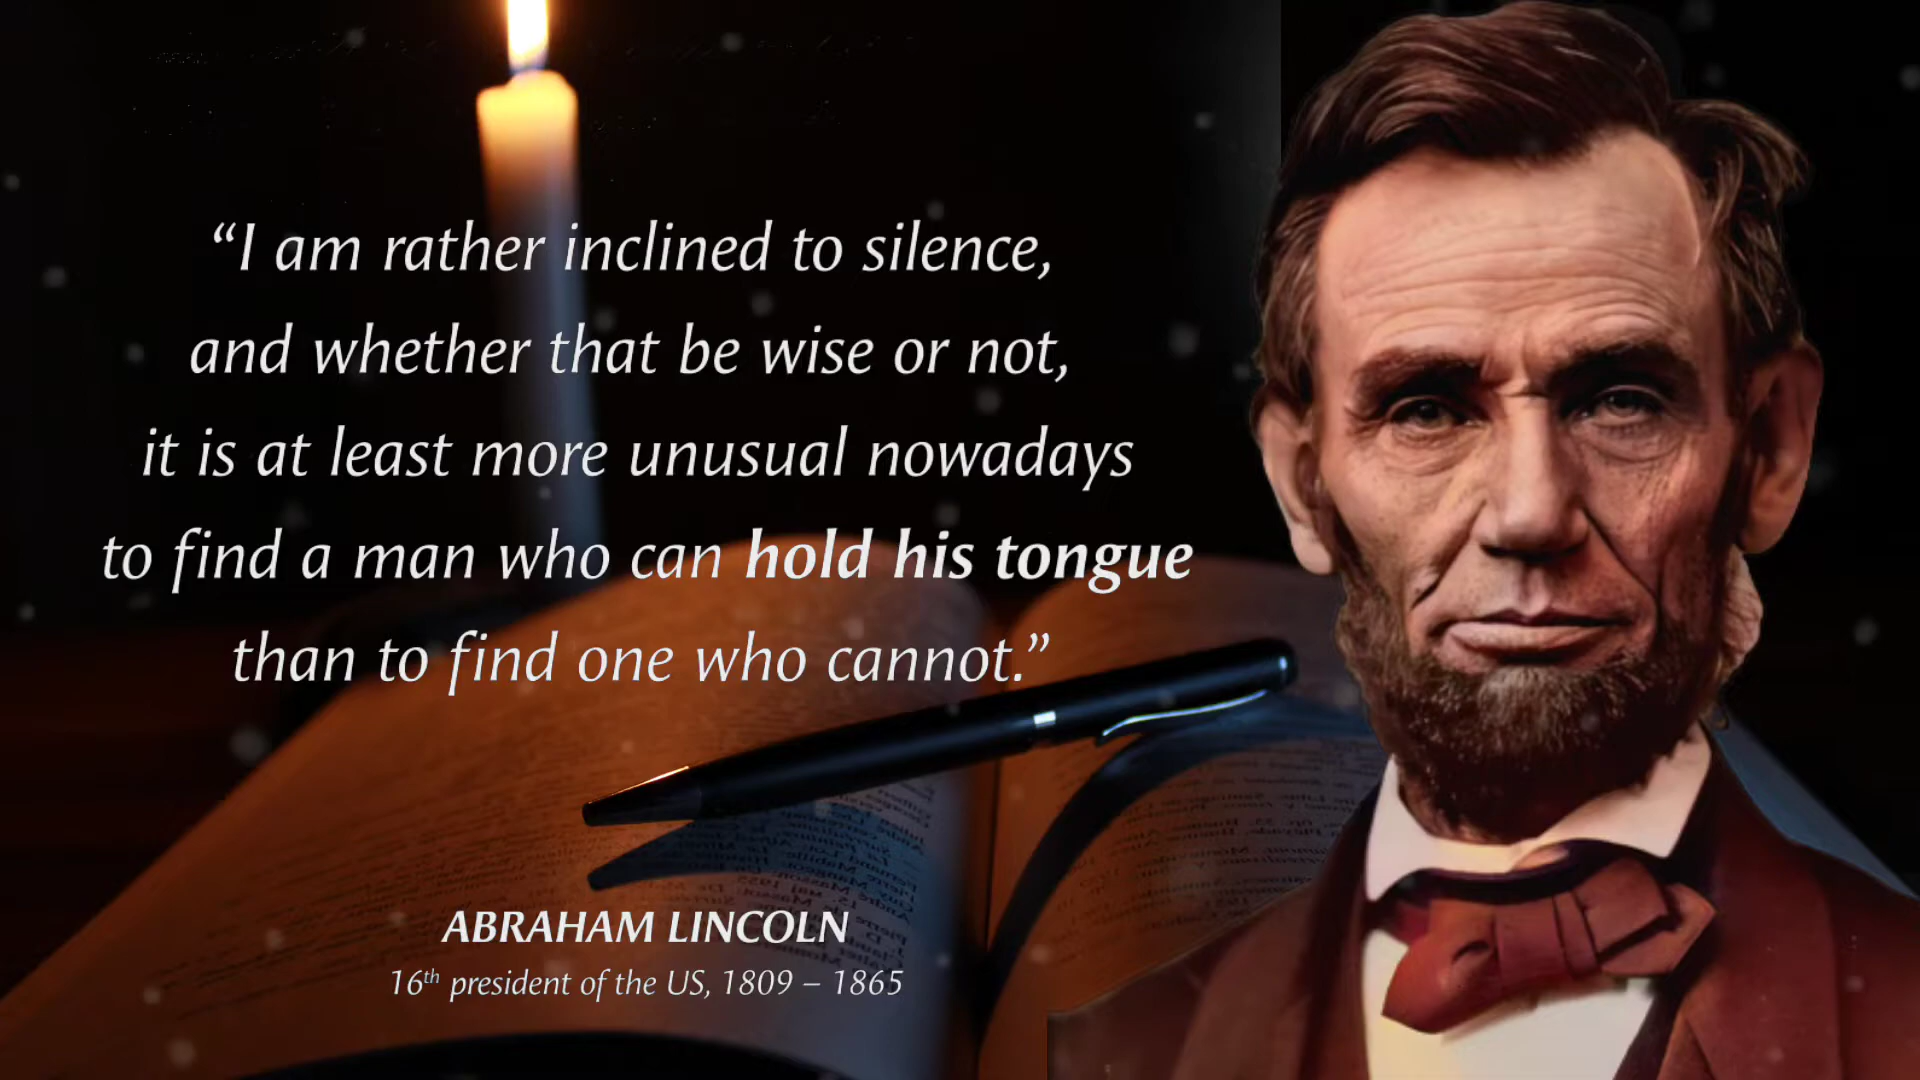 “I am rather inclined to silence,
and whether that be wise or not,
it is at least more unusual nowadays
to find a man who can hold his tongue
than to find one who cannot.”
ABRAHAM LINCOLN
16th president of the US, 1809 – 1865